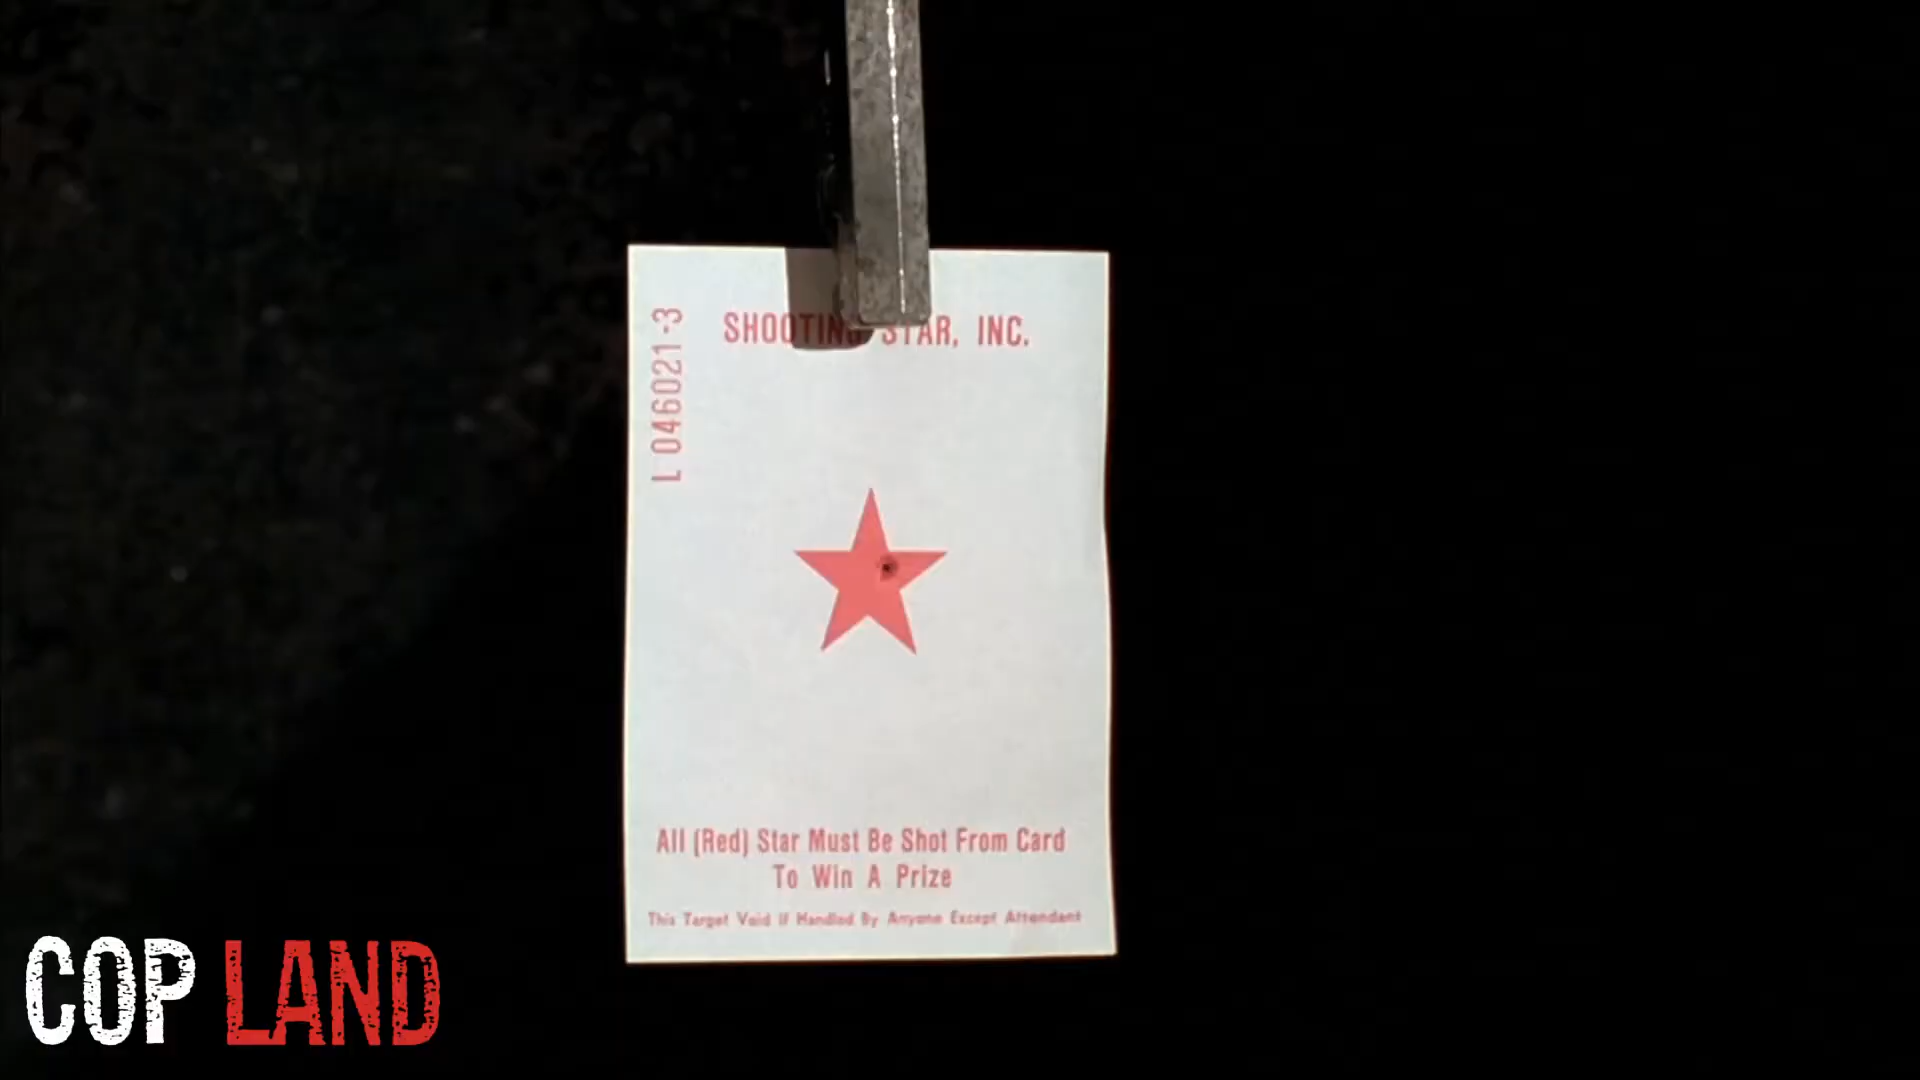 SHOOTING STAR, INC.
L 046021-3
All (Red) Star Must Be Shot From Card
To Win A Prize
This Target Void If Handled By Anyone Except Attendant
COP LAND